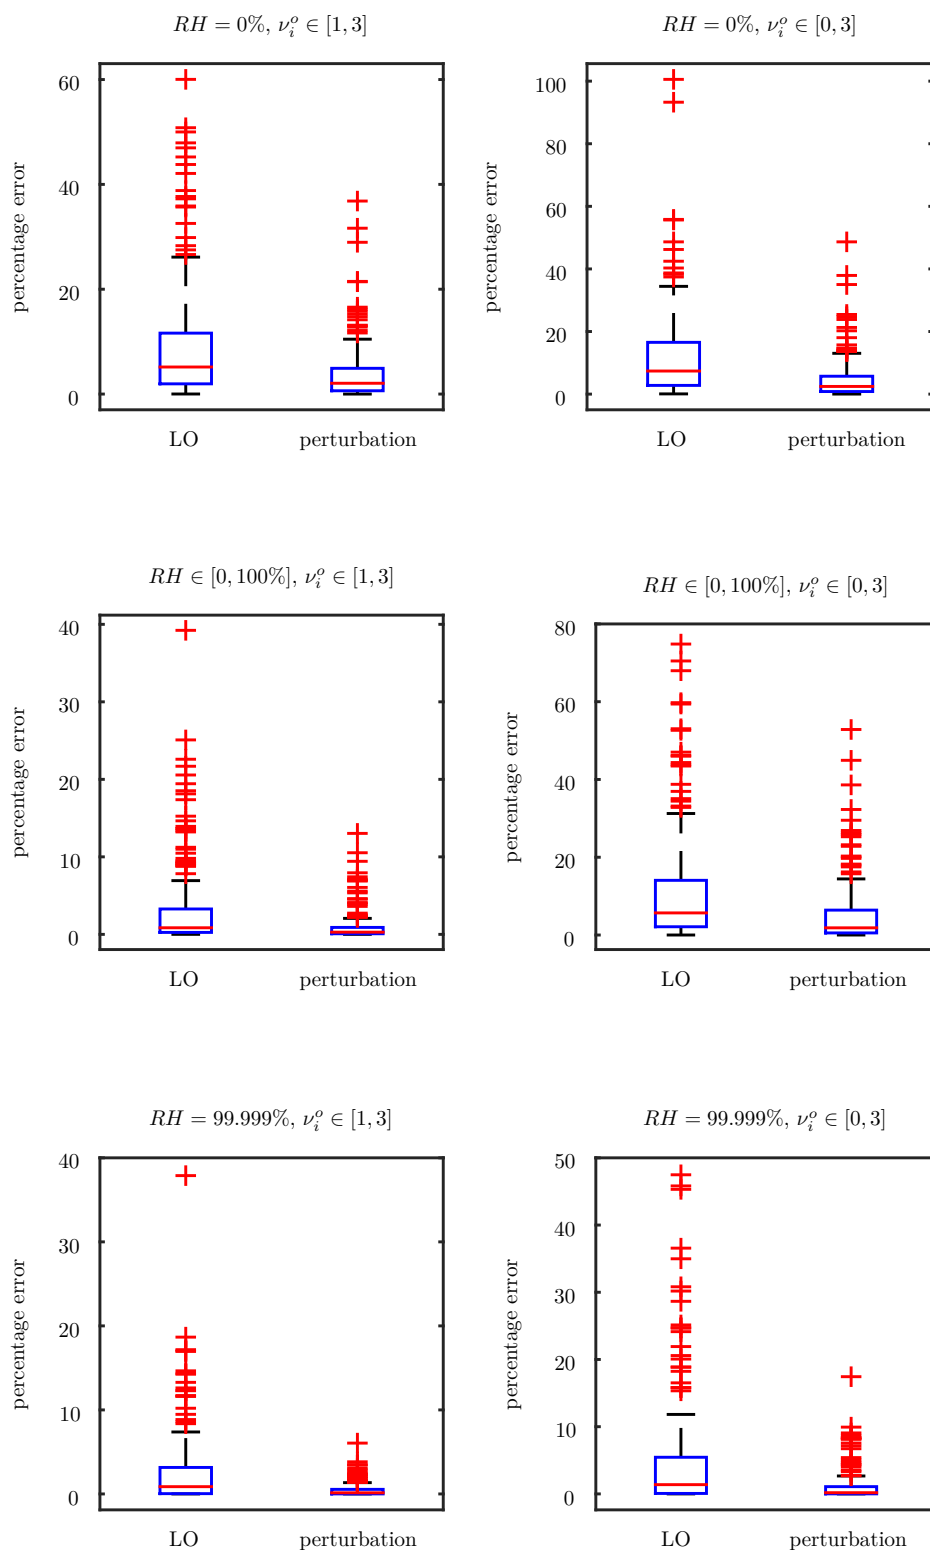 RH = 0%, ν_i^o ∈ [1, 3]
percentage error
60
40
20
0
LO
perturbation
RH = 0%, ν_i^o ∈ [0, 3]
percentage error
100
80
60
40
20
0
LO
perturbation
RH ∈ [0, 100%], ν_i^o ∈ [1, 3]
percentage error
40
30
20
10
0
LO
perturbation
RH ∈ [0, 100%], ν_i^o ∈ [0, 3]
percentage error
80
60
40
20
0
LO
perturbation
RH = 99.999%, ν_i^o ∈ [1, 3]
percentage error
40
30
20
10
0
LO
perturbation
RH = 99.999%, ν_i^o ∈ [0, 3]
percentage error
50
40
30
20
10
0
LO
perturbation